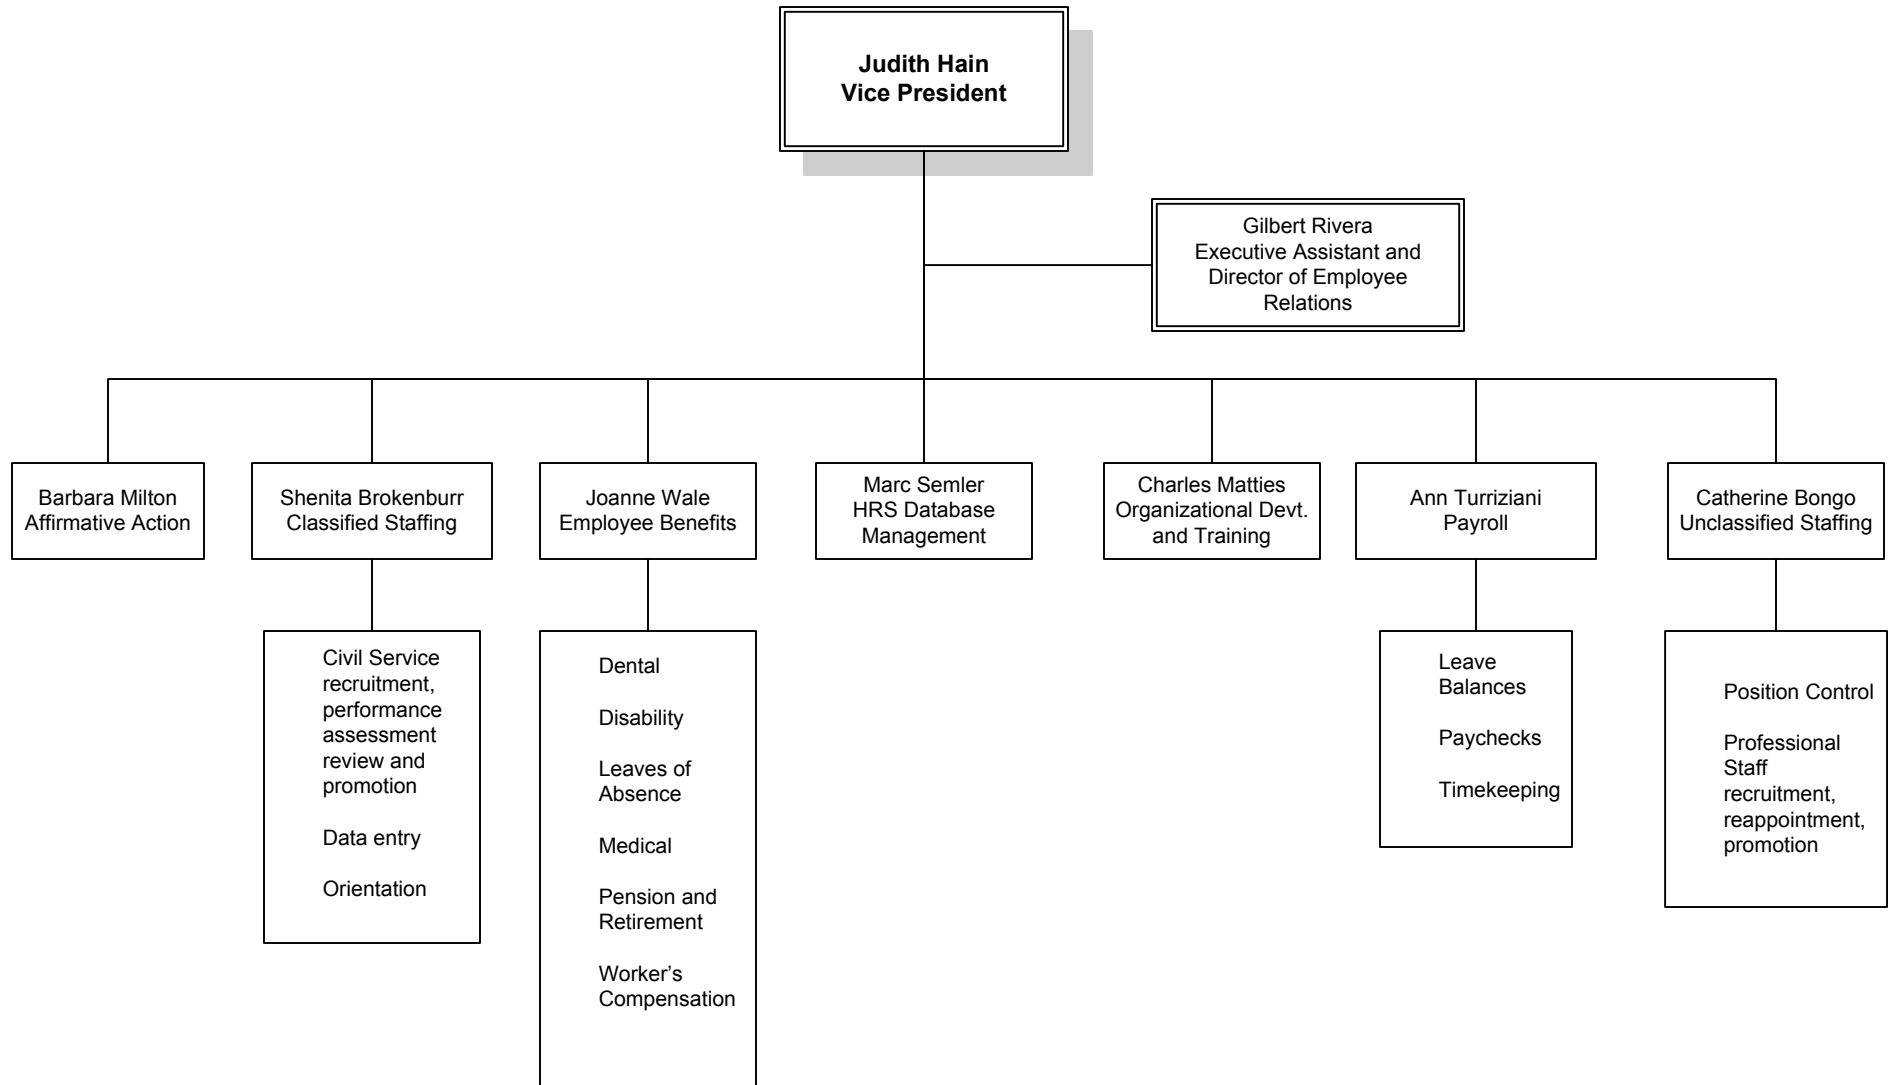 Judith Hain
Vice President
Gilbert Rivera
Executive Assistant and
Director of Employee
Relations
Barbara Milton
Affirmative Action
Shenita Brokenburr
Classified Staffing
Joanne Wale
Employee Benefits
Marc Semler
HRS Database
Management
Charles Matties
Organizational Devt.
and Training
Ann Turriziani
Payroll
Catherine Bongo
Unclassified Staffing
Civil Service
recruitment,
performance
assessment
review and
promotion
Data entry
Orientation
Dental
Disability
Leaves of
Absence
Medical
Pension and
Retirement
Worker’s
Compensation
Leave
Balances
Paychecks
Timekeeping
Position Control
Professional
Staff
recruitment,
reappointment,
promotion